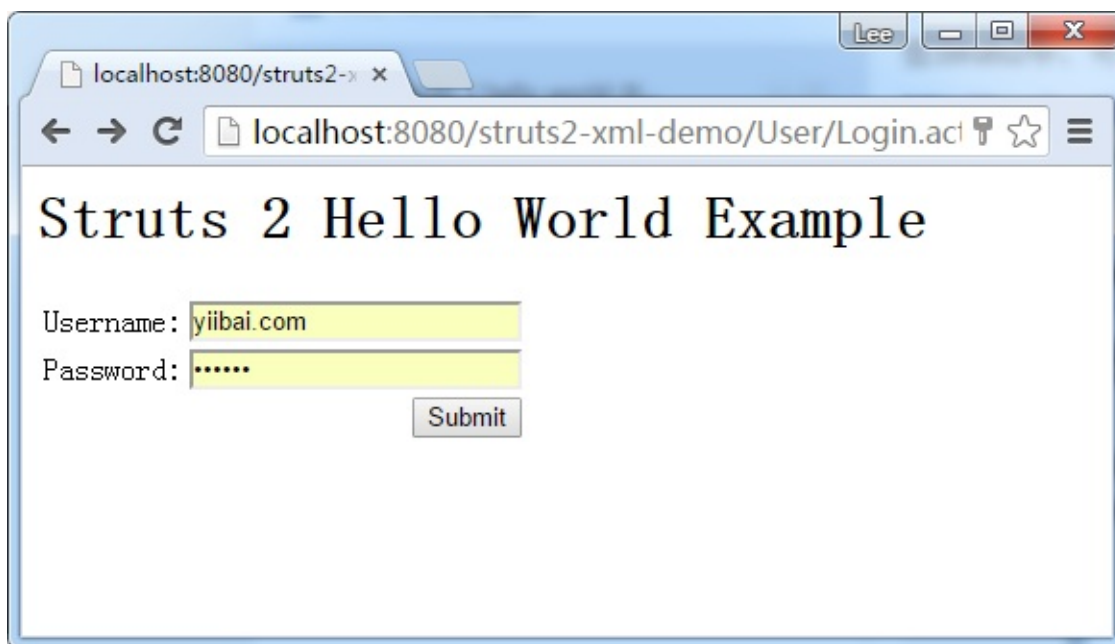 Lee
localhost:8080/struts2-x
localhost:8080/struts2-xml-demo/User/Login.act
Struts 2 Hello World Example
Username: yiibai.com
Password: ••••••
Submit